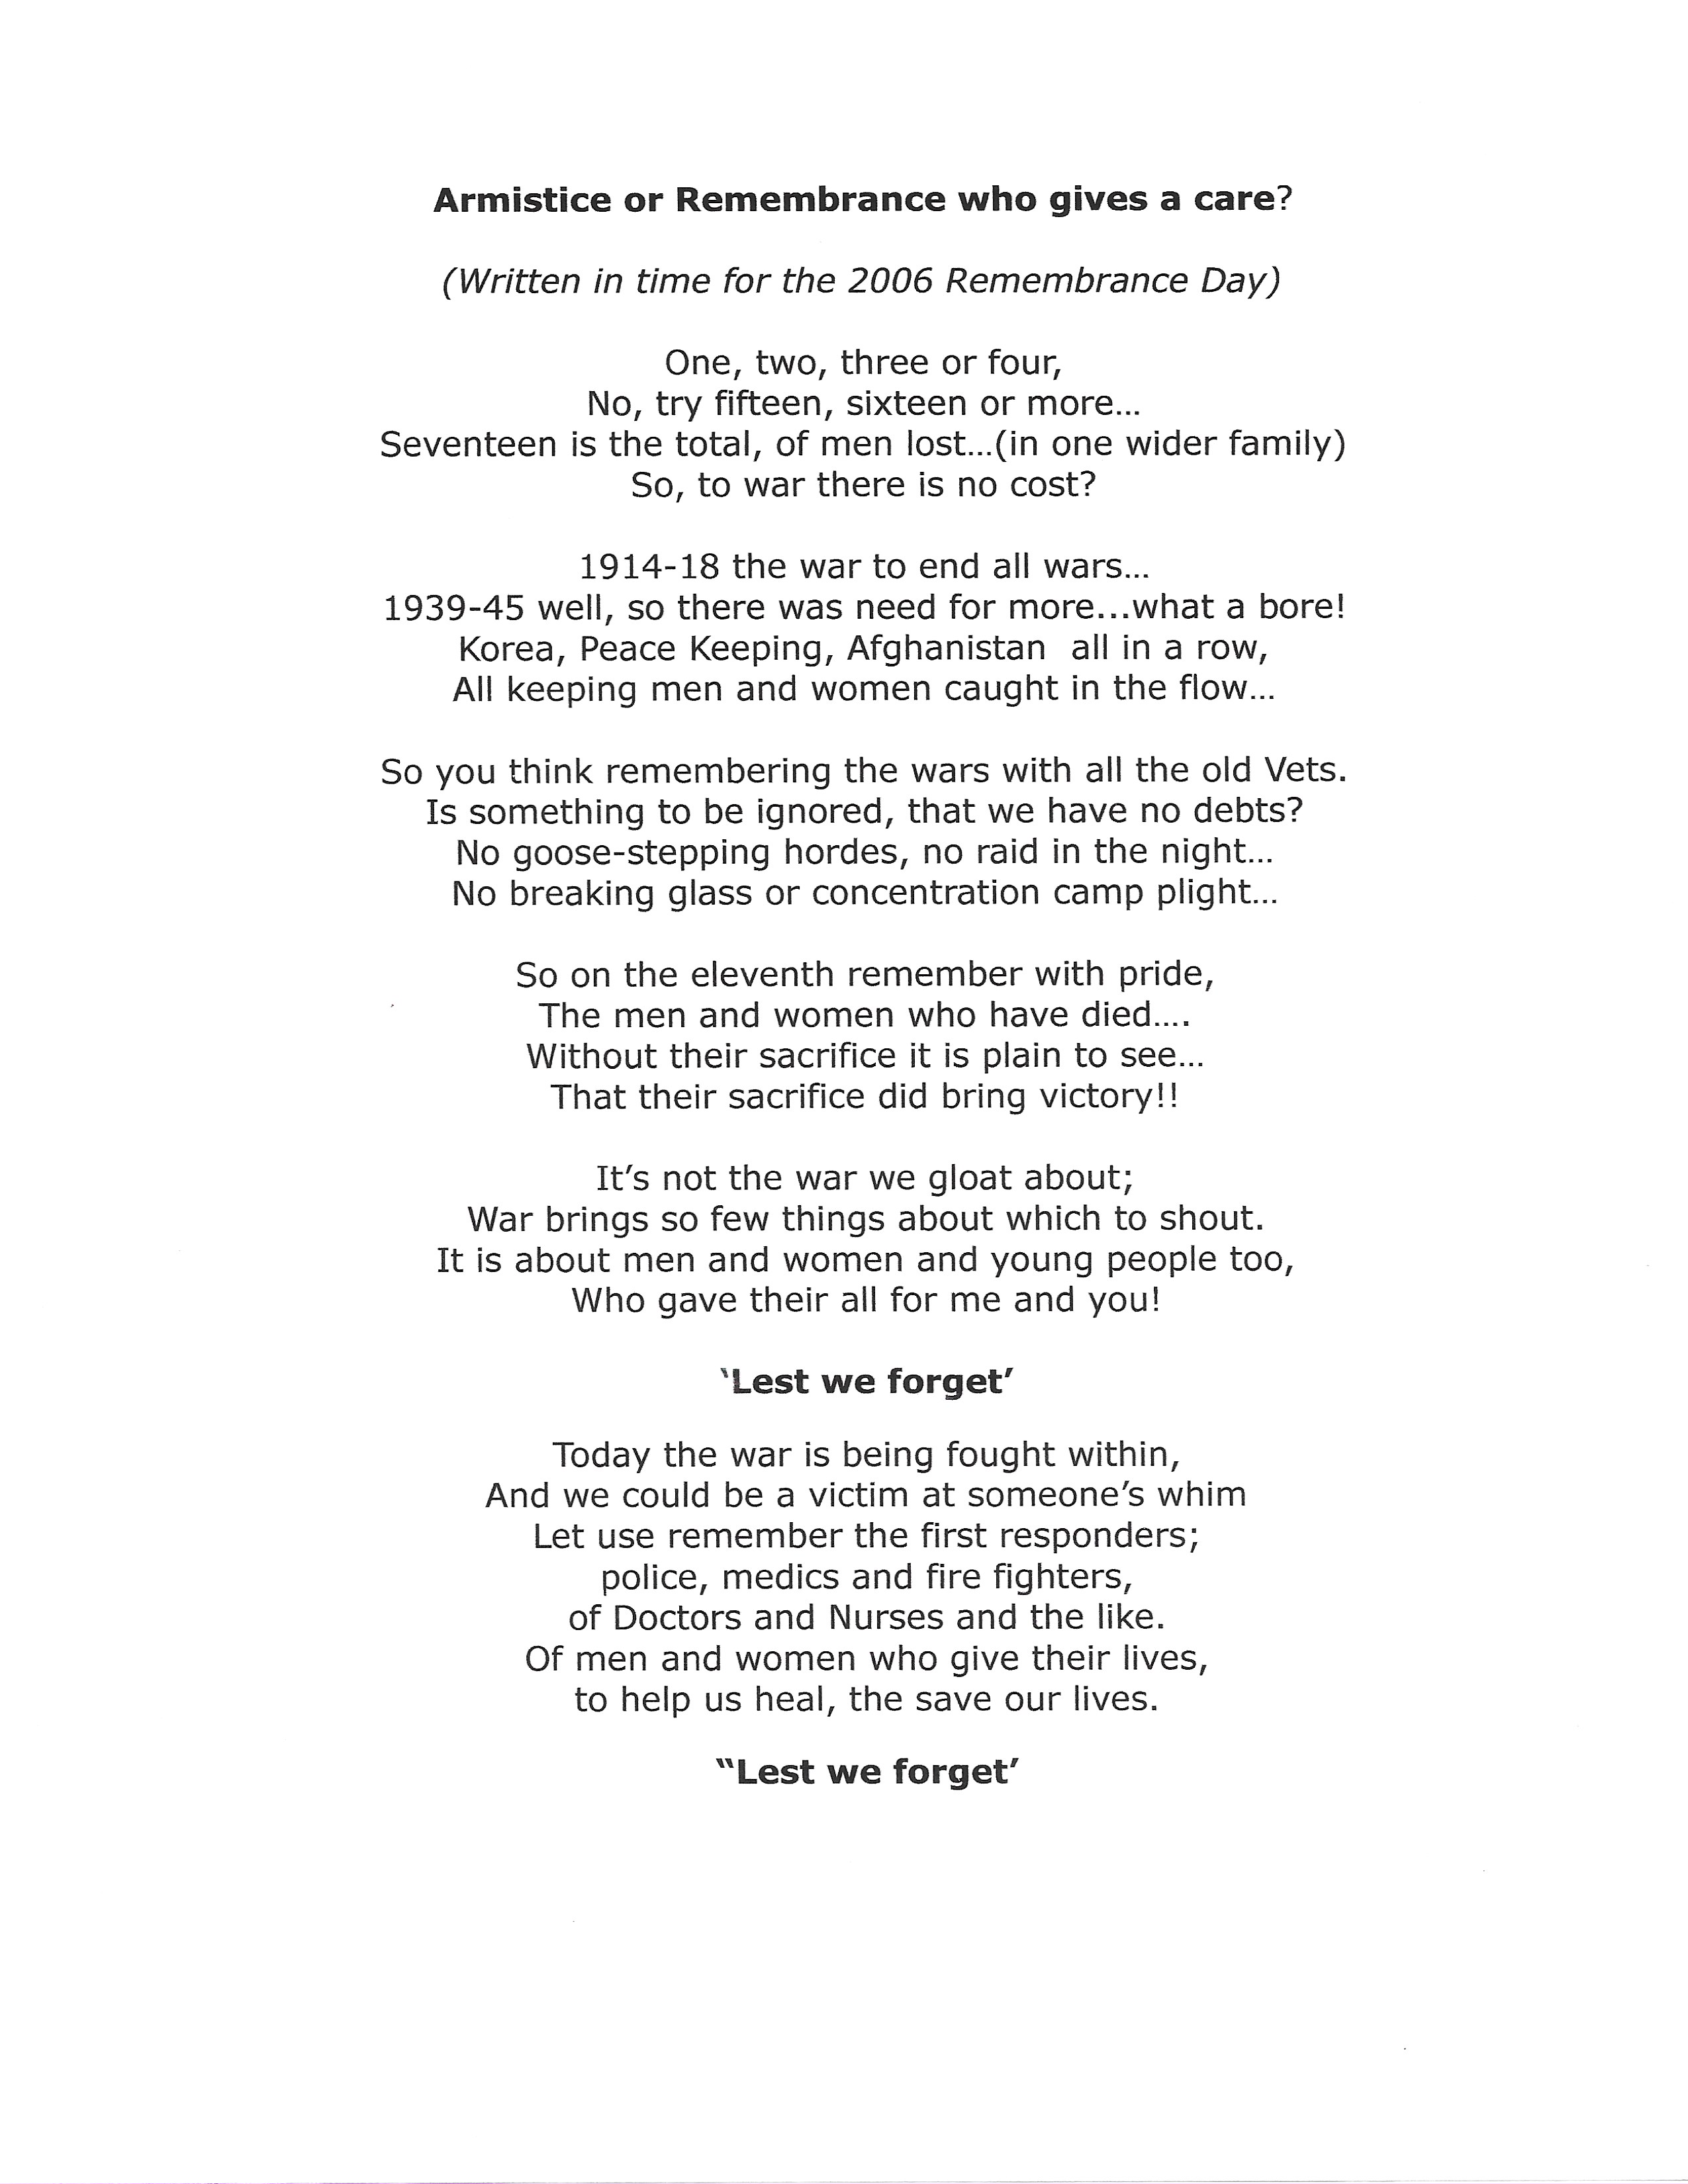 Armistice or Remembrance who gives a care?
(Written in time for the 2006 Remembrance Day)
One, two, three or four,
No, try fifteen, sixteen or more...
Seventeen is the total, of men lost...(in one wider family)
So, to war there is no cost?
1914-18 the war to end all wars...
1939-45 well, so there was need for more...what a bore!
Korea, Peace Keeping, Afghanistan  all in a row,
All keeping men and women caught in the flow...
So you think remembering the wars with all the old Vets.
Is something to be ignored, that we have no debts?
No goose-stepping hordes, no raid in the night...
No breaking glass or concentration camp plight...
So on the eleventh remember with pride,
The men and women who have died....
Without their sacrifice it is plain to see...
That their sacrifice did bring victory!!
It’s not the war we gloat about;
War brings so few things about which to shout.
It is about men and women and young people too,
Who gave their all for me and you!
‘Lest we forget’
Today the war is being fought within,
And we could be a victim at someone’s whim
Let use remember the first responders;
police, medics and fire fighters,
of Doctors and Nurses and the like.
Of men and women who give their lives,
to help us heal, the save our lives.
“Lest we forget’